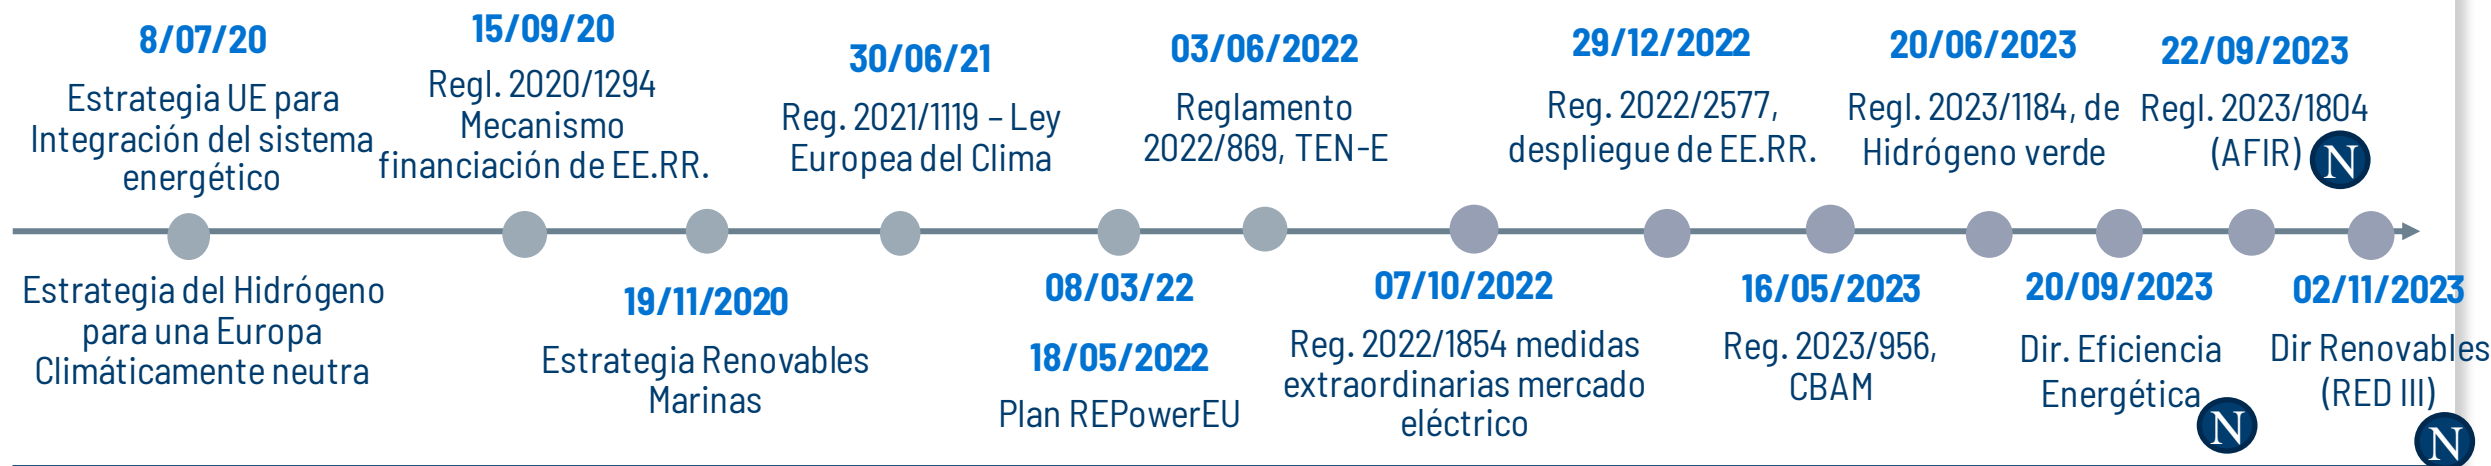 8/07/20
Estrategia UE para
Integración del sistema
energético
Estrategia del Hidrógeno
para una Europa
Climáticamente neutra
15/09/20
Regl. 2020/1294
Mecanismo
financiación de EE.RR.
19/11/2020
Estrategia Renovables
Marinas
30/06/21
Reg. 2021/1119 – Ley
Europea del Clima
08/03/22
18/05/2022
Plan REPowerEU
03/06/2022
Reglamento
2022/869, TEN-E
07/10/2022
Reg. 2022/1854 medidas
extraordinarias mercado
eléctrico
29/12/2022
Reg. 2022/2577,
despliegue de EE.RR.
16/05/2023
Reg. 2023/956,
CBAM
20/06/2023
Regl. 2023/1184, de
Hidrógeno verde
20/09/2023
Dir. Eficiencia
Energética
N
22/09/2023
Regl. 2023/1804
(AFIR)
N
02/11/2023
Dir Renovables
(RED III)
N